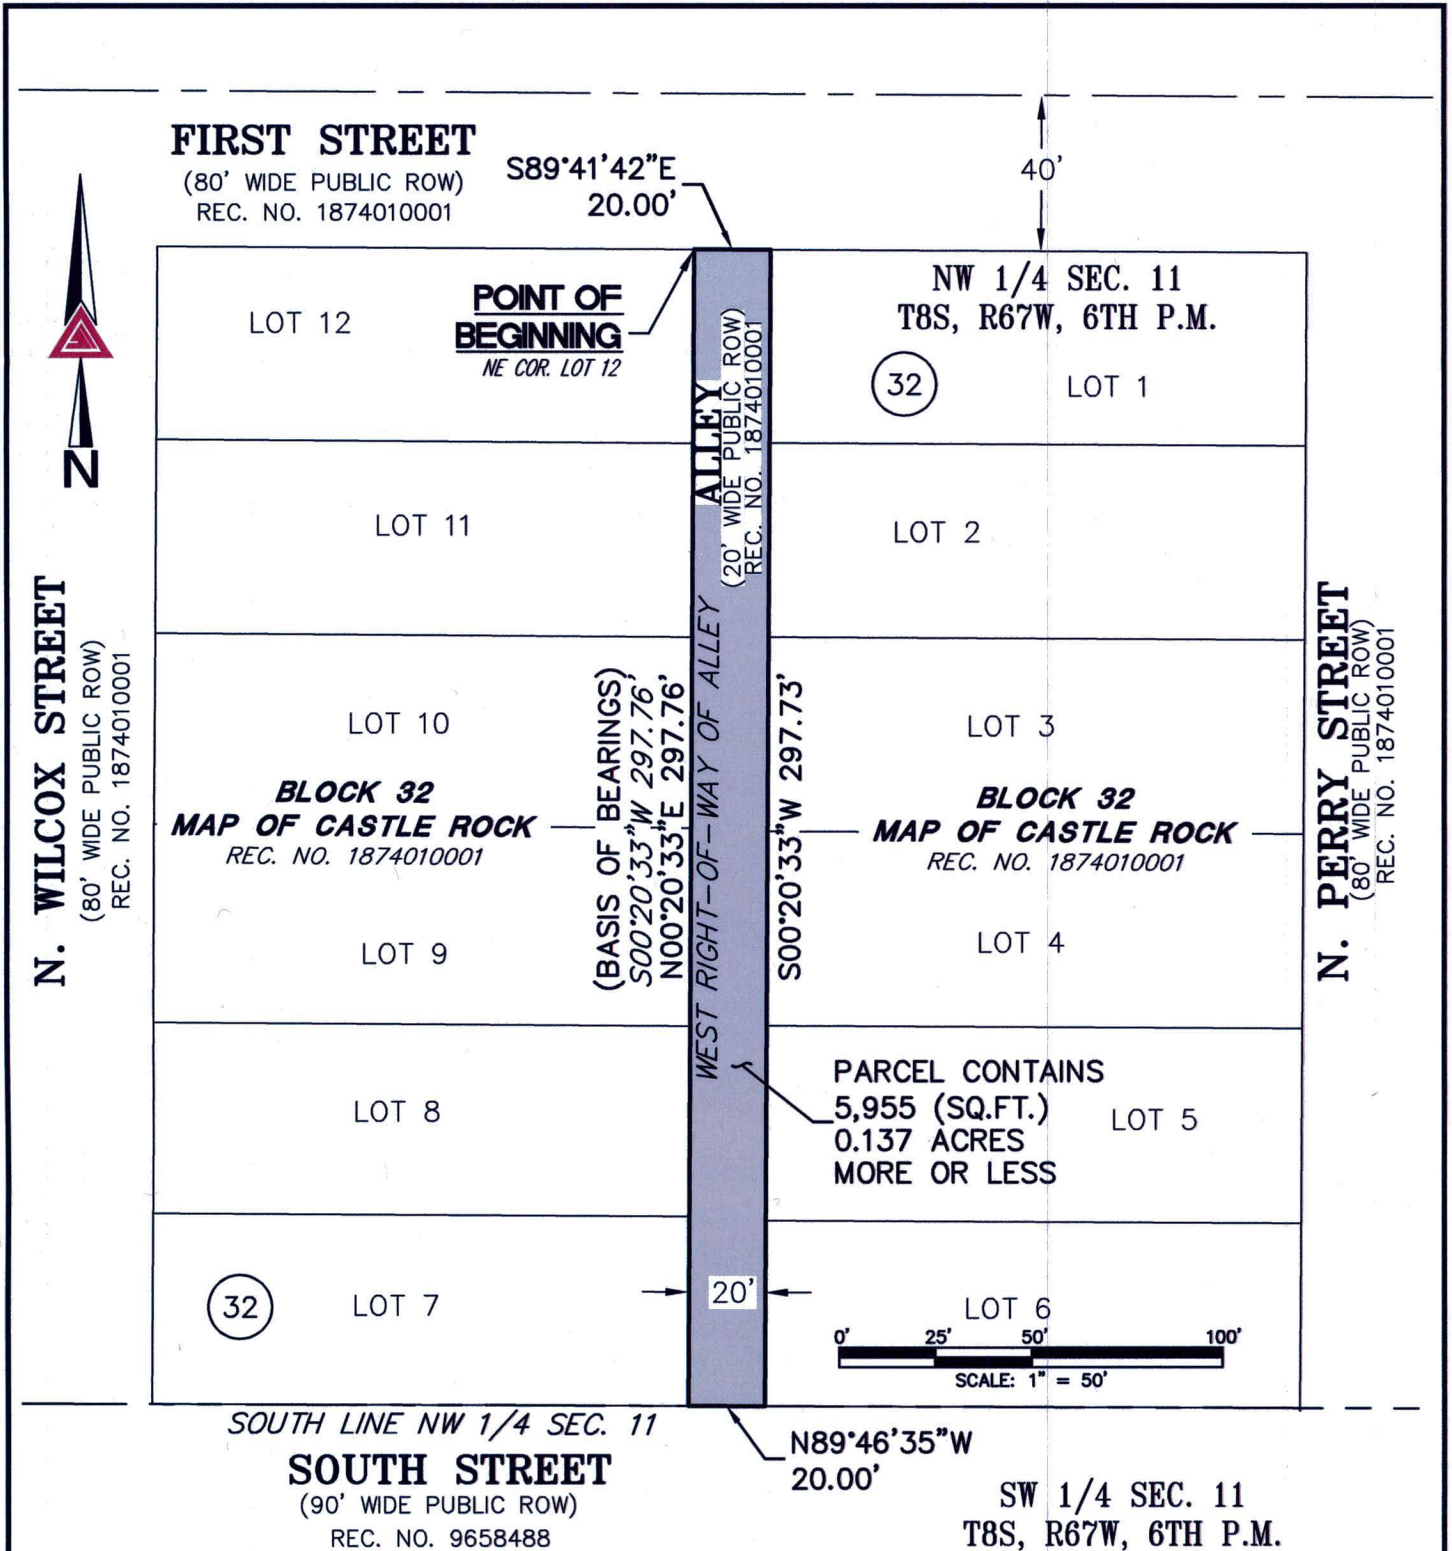 FIRST STREET
(80' WIDE PUBLIC ROW)
REC. NO. 1874010001
S89°41'42"E
20.00'
40'
N
POINT OF
BEGINNING
NE COR. LOT 12
NW 1/4 SEC. 11
T8S, R67W, 6TH P.M.
LOT 12
32
LOT 1
ALLEY
(20' WIDE PUBLIC ROW)
REC. NO. 1874010001
LOT 11
LOT 2
N. WILCOX STREET
(80' WIDE PUBLIC ROW)
REC. NO. 1874010001
LOT 10
BLOCK 32
MAP OF CASTLE ROCK
REC. NO. 1874010001
LOT 9
(BASIS OF BEARINGS)
S00°20'33"W 297.76'
N00°20'33"E 297.76'
WEST RIGHT-OF-WAY OF ALLEY
S00°20'33"W 297.73'
LOT 3
BLOCK 32
MAP OF CASTLE ROCK
REC. NO. 1874010001
LOT 4
N. PERRY STREET
(80' WIDE PUBLIC ROW)
REC. NO. 1874010001
LOT 8
PARCEL CONTAINS
5,955 (SQ.FT.)
0.137 ACRES
MORE OR LESS
LOT 5
32
LOT 7
20'
LOT 6
0' 25' 50' 100'
SCALE: 1" = 50'
SOUTH LINE NW 1/4 SEC. 11
SOUTH STREET
(90' WIDE PUBLIC ROW)
REC. NO. 9658488
N89°46'35"W
20.00'
SW 1/4 SEC. 11
T8S, R67W, 6TH P.M.